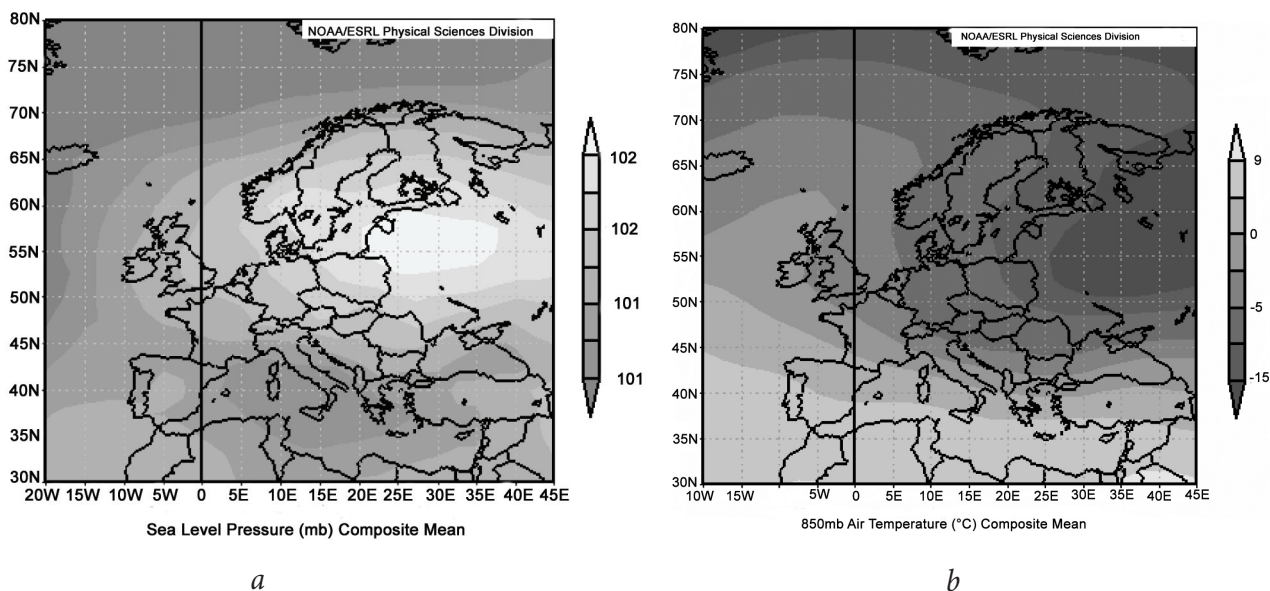 80N
NOAA/ESRL Physical Sciences Division
75N
70N
65N
60N
55N
50N
45N
40N
35N
30N
20W 15W 10W 5W 0 5E 10E 15E 20E 25E 30E 35E 40E 45E
102
102
101
101
Sea Level Pressure (mb) Composite Mean
a
80N
NOAA/ESRL Physical Sciences Division
75N
70N
65N
60N
55N
50N
45N
40N
35N
30N
10W 15W 5W 0 5E 10E 15E 20E 25E 30E 35E 40E 45E
9
0
-5
-15
850mb Air Temperature (°C) Composite Mean
b